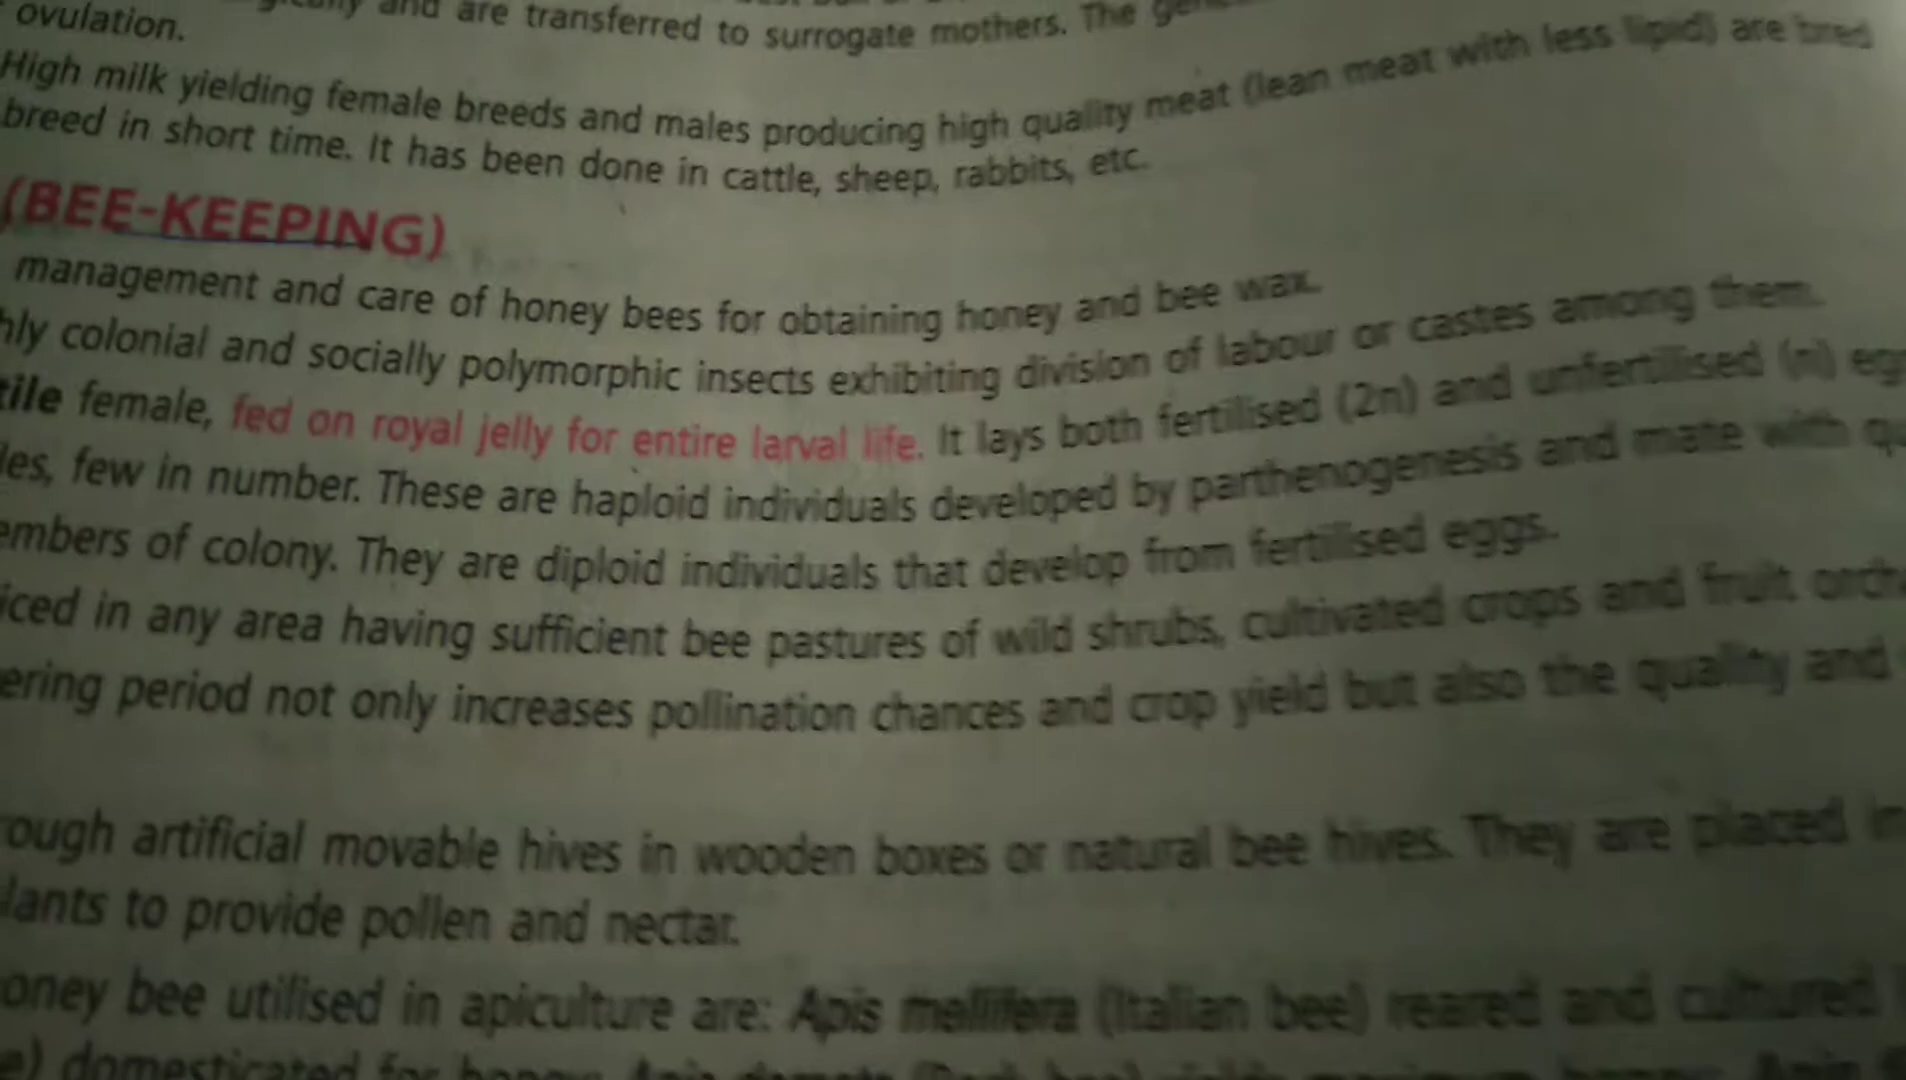 and are transferred to surrogate mothers. The
ovulation.
High milk yielding female breeds and males producing high quality meat (lean meat with less lipid) are bred
breed in short time. It has been done in cattle, sheep, rabbits, etc.
(BEE-KEEPING)
management and care of honey bees for obtaining honey and bee wax.
hly colonial and socially polymorphic insects exhibiting division of labour or castes among them.
tile female, fed on royal jelly for entire larval life. It lays both fertilised (2n) and unfertilised (n) eg
les, few in number. These are haploid individuals developed by parthenogenesis and mate with qu
embers of colony. They are diploid individuals that develop from fertilised eggs.
iced in any area having sufficient bee pastures of wild shrubs, cultivated crops and fruit orch
ering period not only increases pollination chances and crop yield but also the quality and
rough artificial movable hives in wooden boxes or natural bee hives. They are placed in
lants to provide pollen and nectar.
oney bee utilised in apiculture are: Apis mellifera (Italian bee) reared and cultured
e) domesticated for honey;